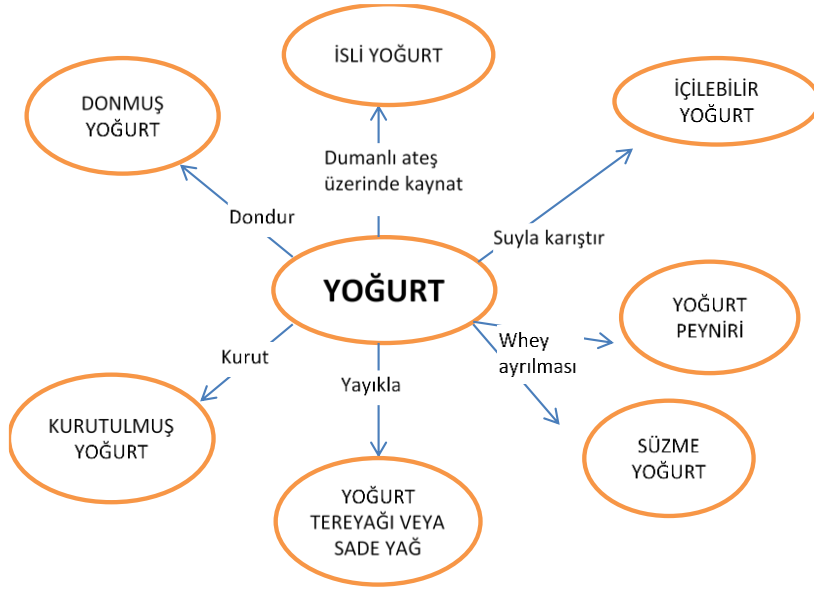 İSLİ YOĞURT
DONMUŞ
YOĞURT
İÇİLEBİLİR
YOĞURT
Dumanlı ateş
üzerinde kaynat
Dondur
Suyla karıştır
YOĞURT
YOĞURT
PEYNİRİ
Whey
ayrılması
Kurut
Yayıkla
KURUTULMUŞ
YOĞURT
SÜZME
YOĞURT
YOĞURT
TEREYAĞI VEYA
SADE YAĞ